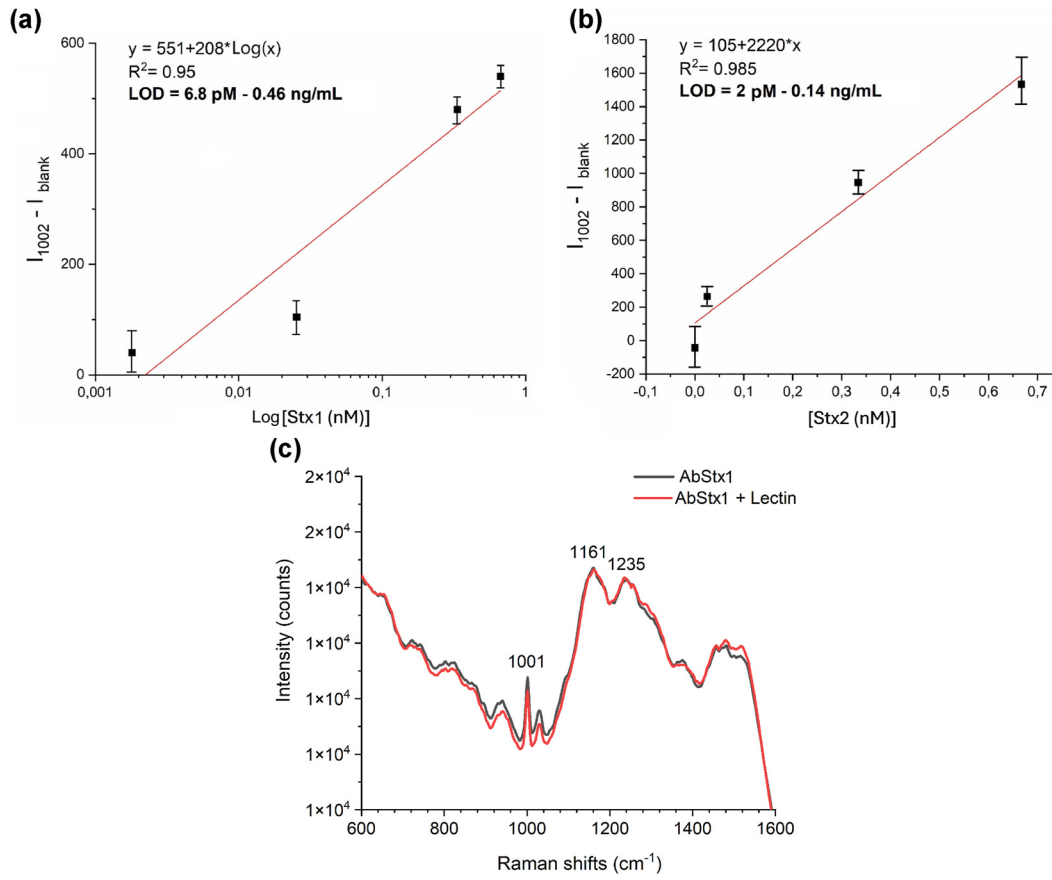 (a)
y = 551+208*Log(x)
R²= 0.95
LOD = 6.8 pM - 0.46 ng/mL
600
400
200
0
I1002 - I blank
0,001
0,01
0,1
1
Log[Stx1 (nM)]
(b)
y = 105+2220*x
R²= 0.985
LOD = 2 pM - 0.14 ng/mL
1800
1600
1400
1200
1000
800
600
400
200
0
-200
I1002 - I blank
-0,1
0,0
0,1
0,2
0,3
0,4
0,5
0,6
0,7
[Stx2 (nM)]
(c)
AbStx1
AbStx1 + Lectin
2×10⁴
2×10⁴
1×10⁴
1×10⁴
1×10⁴
1×10⁴
1×10⁴
Intensity (counts)
1161
1235
1001
600
800
1000
1200
1400
1600
Raman shifts (cm⁻¹)